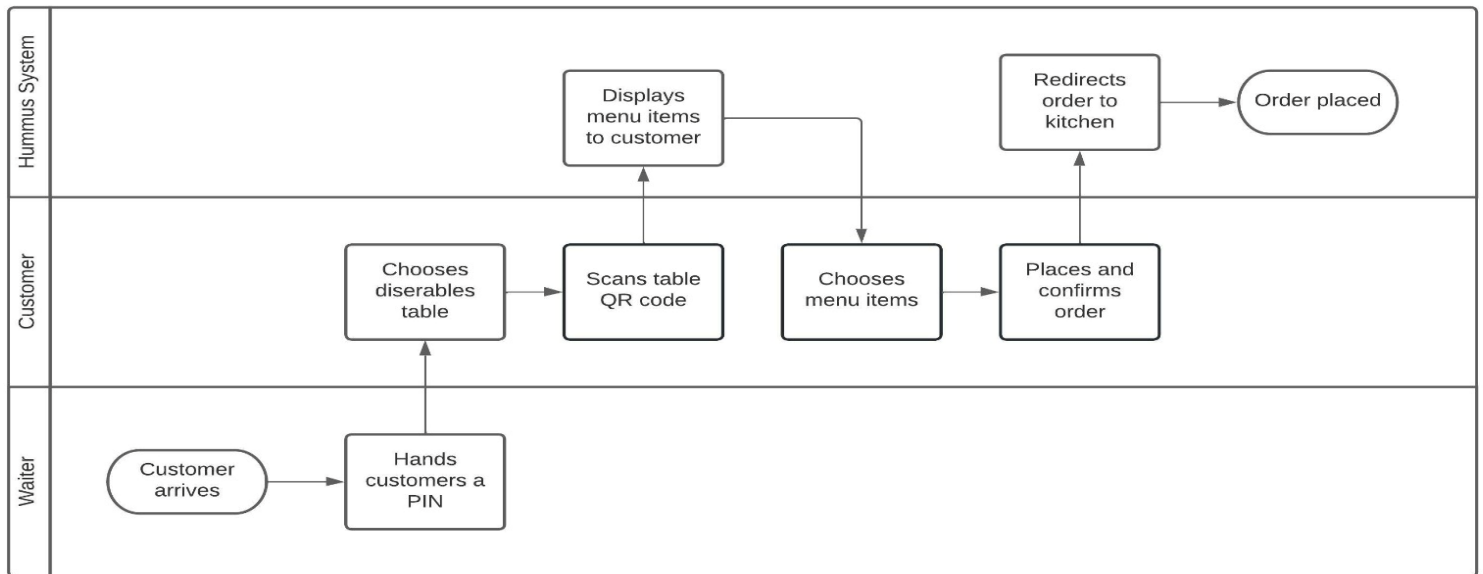 Hummus System
Displays
menu items
to customer
Redirects
order to
kitchen
Order placed
Customer
Chooses
diserables
table
Scans table
QR code
Chooses
menu items
Places and
confirms
order
Waiter
Customer
arrives
Hands
customers a
PIN